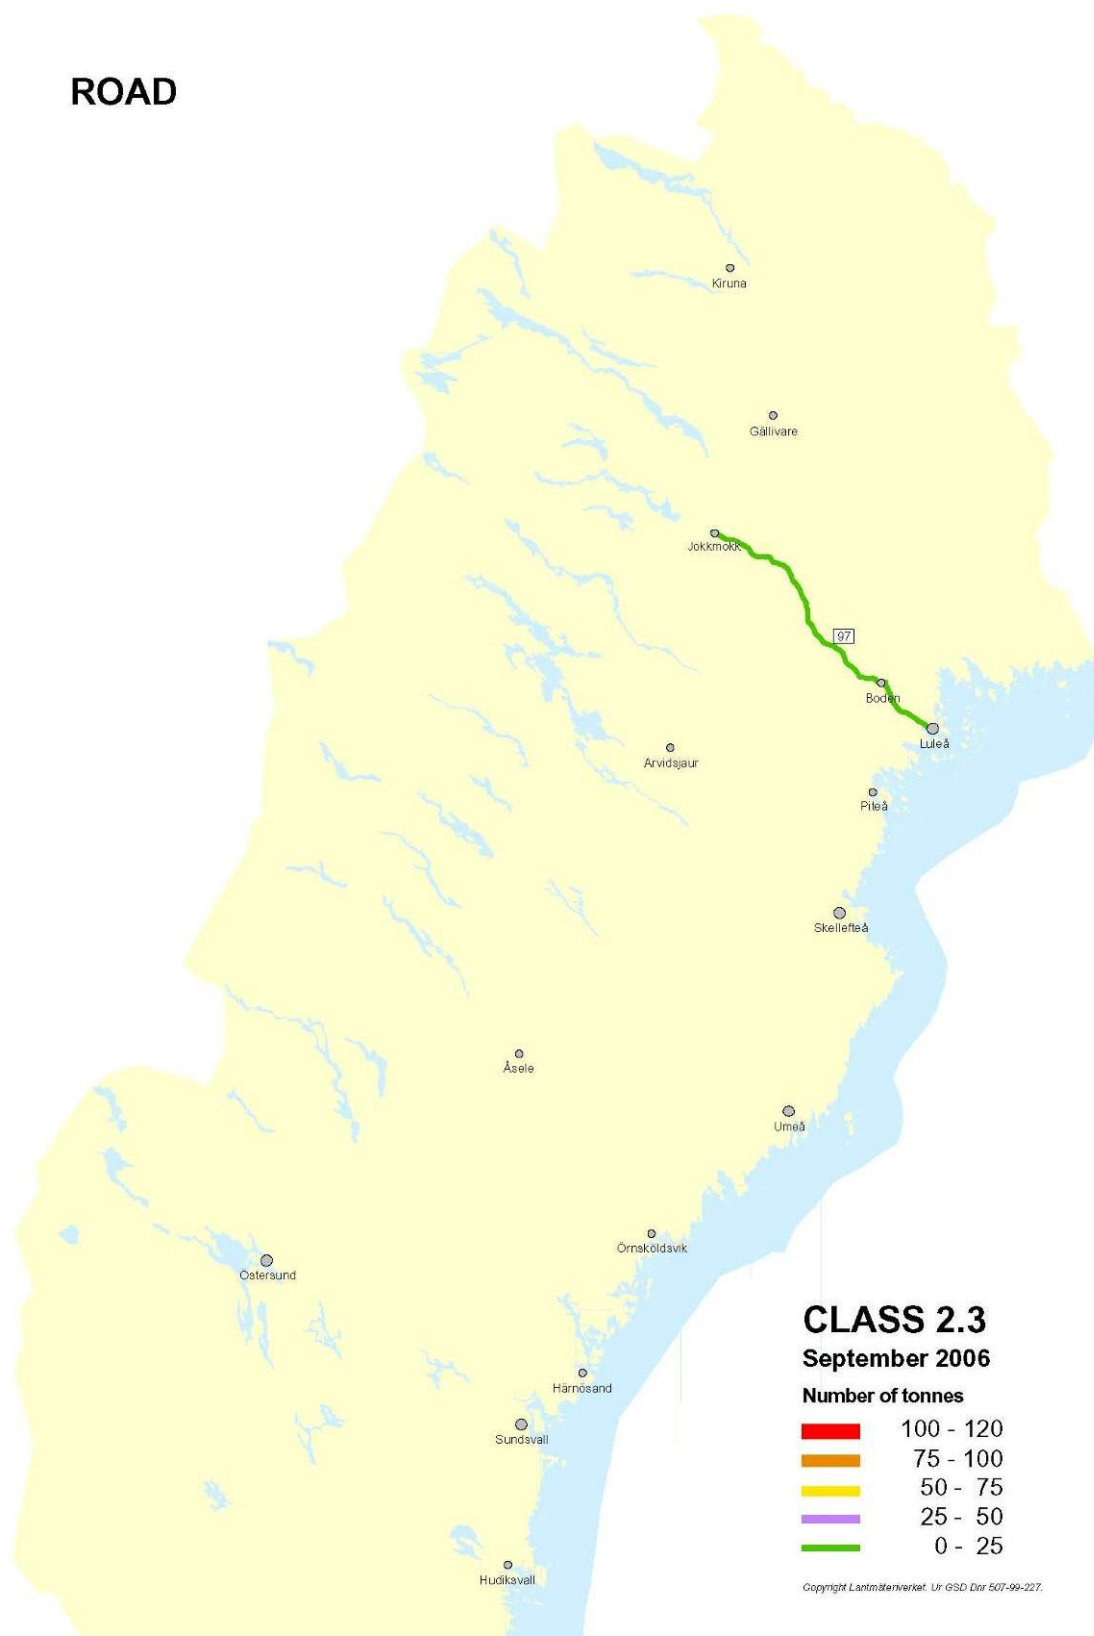 ROAD
Kiruna
Gällivare
Jokkmokk
97
Boden
Luleå
Arvidsjaur
Piteå
Skellefteå
Åsele
Umeå
Örnsköldsvik
Östersund
CLASS 2.3
September 2006
Härnösand
Number of tonnes
100 - 120
Sundsvall
75 - 100
50 - 75
25 - 50
0 - 25
Hudiksvall
Copyright Lantmäteriverket. Ur GSD Dnr 507-99-227.